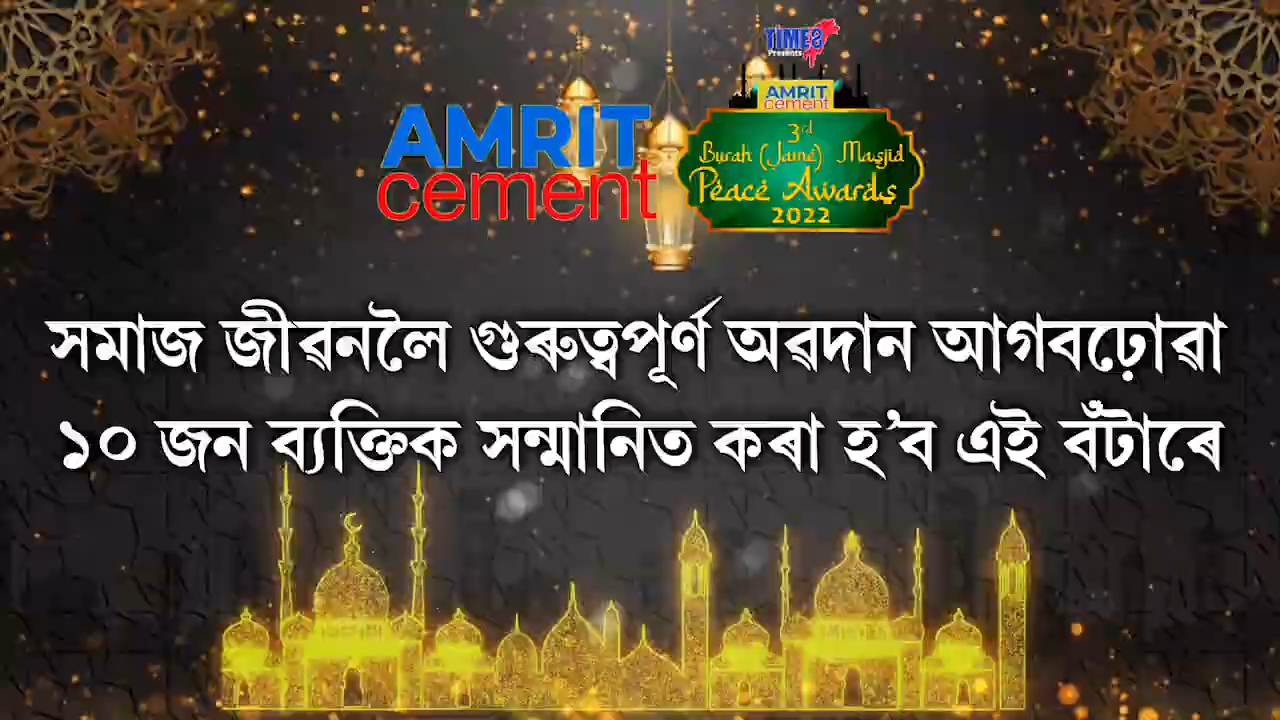 TIME8
Presents
AMRIT
cement
AMRIT
cement
3rd
Burah (Jame) Masjid
Peace Awards
2022
সমাজ জীৱনলৈ গুৰুত্বপূৰ্ণ অৱদান আগবঢ়োৱা
১০ জন ব্যক্তিক সন্মানিত কৰা হ’ব এই বঁটাৰে